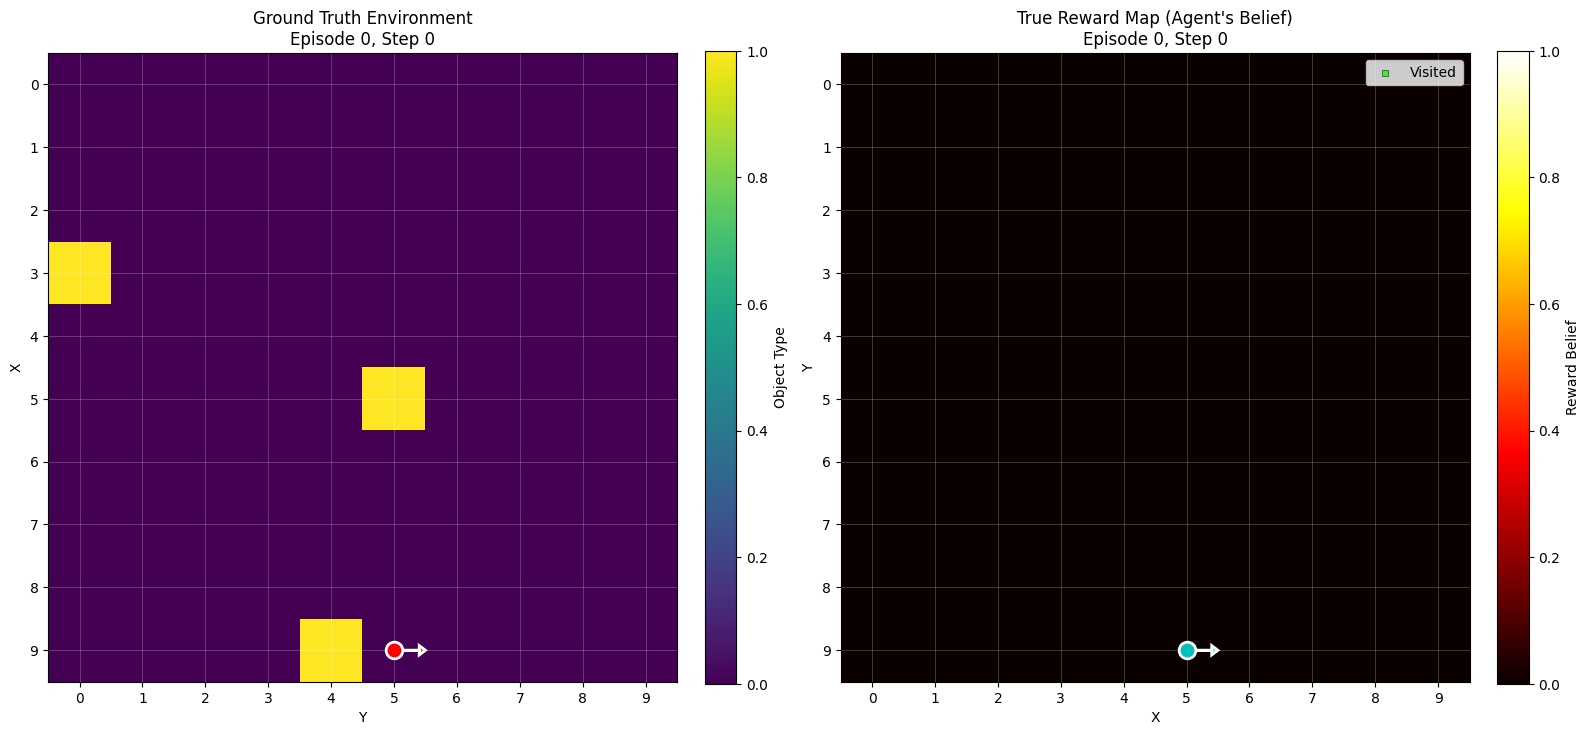 Ground Truth Environment
Episode 0, Step 0
0
1
2
3
4
5
6
7
8
9
X
0 1 2 3 4 5 6 7 8 9
Y
1.0
0.8
0.6
0.4
0.2
0.0
Object Type
True Reward Map (Agent's Belief)
Episode 0, Step 0
Visited
0
1
2
3
4
5
6
7
8
9
Y
0 1 2 3 4 5 6 7 8 9
X
1.0
0.8
0.6
0.4
0.2
0.0
Reward Belief